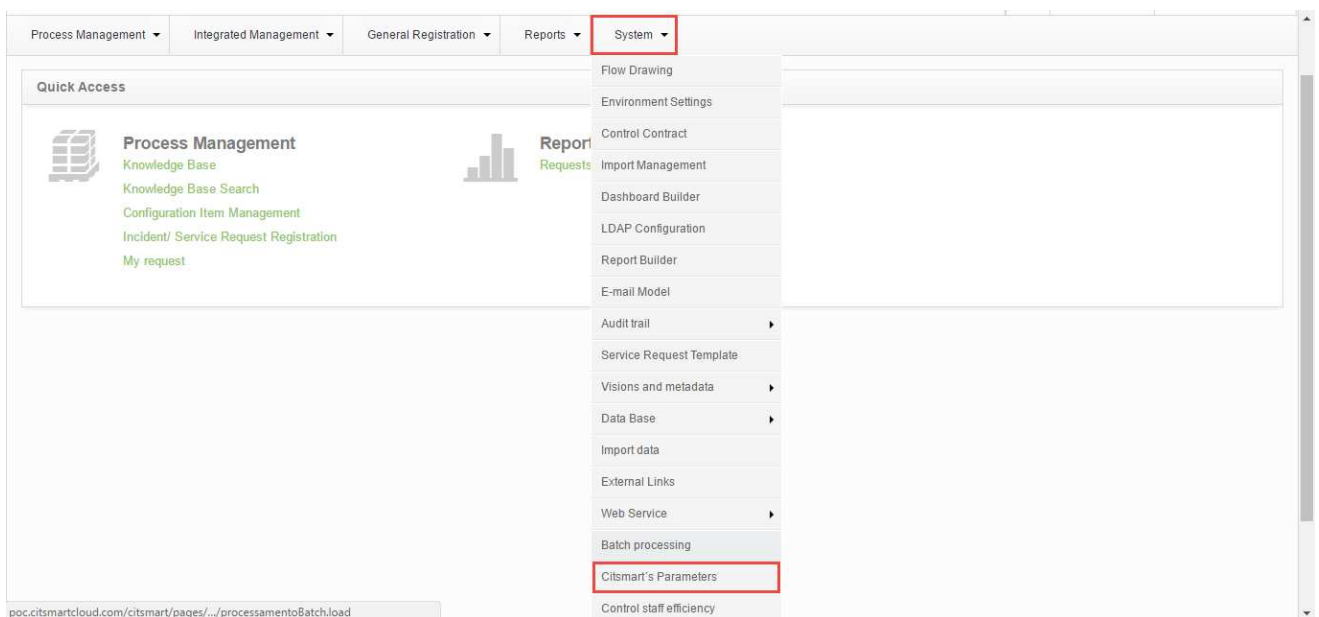 Process Management
Integrated Management
General Registration
Reports
System
Quick Access
Process Management
Knowledge Base
Knowledge Base Search
Configuration Item Management
Incident/ Service Request Registration
My request
Report
Requests
Flow Drawing
Environment Settings
Control Contract
Import Management
Dashboard Builder
LDAP Configuration
Report Builder
E-mail Model
Audit trail
Service Request Template
Visions and metadata
Data Base
Import data
External Links
Web Service
Batch processing
Citsmart´s Parameters
Control staff efficiency
poc.citsmartcloud.com/citsmart/pages/.../processamentoBatch.load